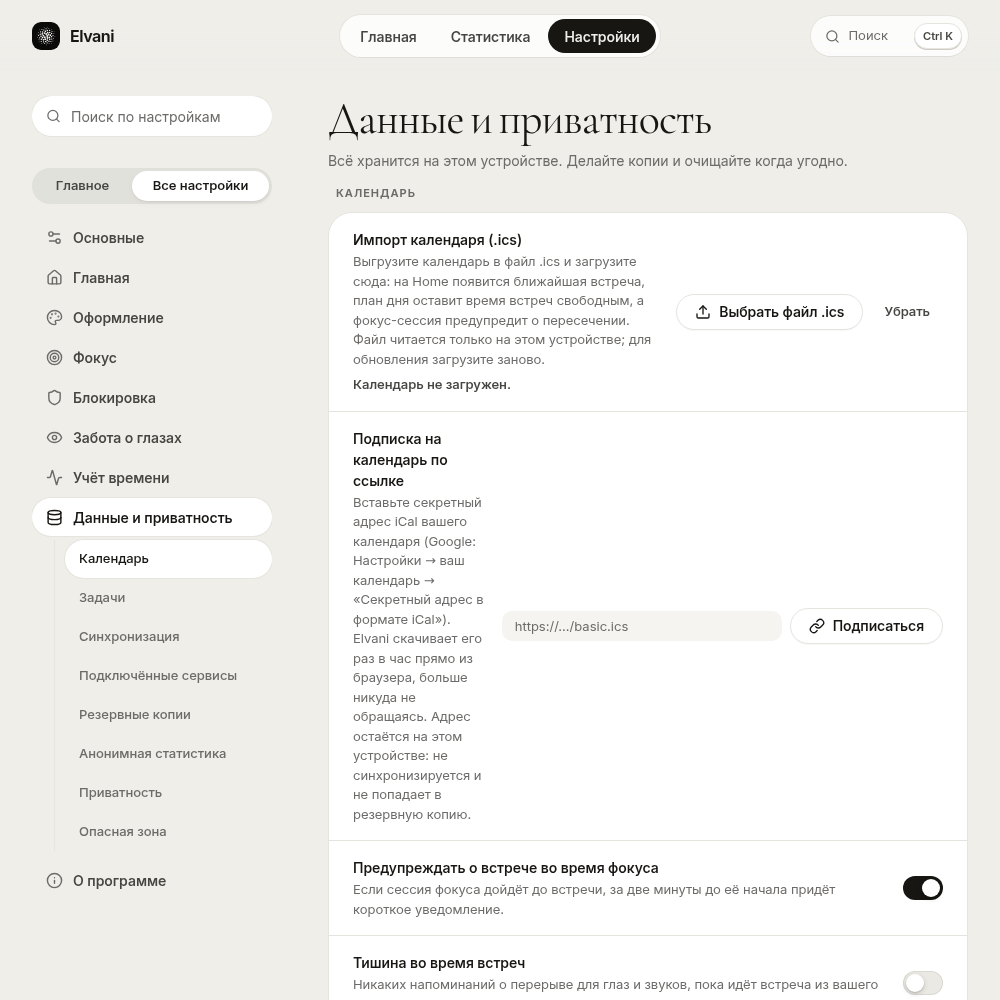 Elvani
Главная
Статистика
Настройки
Поиск
Ctrl K
Поиск по настройкам
Главное
Все настройки
Основные
Главная
Оформление
Фокус
Блокировка
Забота о глазах
Учёт времени
Данные и приватность
Календарь
Задачи
Синхронизация
Подключённые сервисы
Резервные копии
Анонимная статистика
Приватность
Опасная зона
О программе
Данные и приватность
Всё хранится на этом устройстве. Делайте копии и очищайте когда угодно.
КАЛЕНДАРЬ
Импорт календаря (.ics)
Выгрузите календарь в файл .ics и загрузите
сюда: на Home появится ближайшая встреча,
план дня оставит время встреч свободным, а
фокус-сессия предупредит о пересечении.
Файл читается только на этом устройстве; для
обновления загрузите заново.
Календарь не загружен.
Выбрать файл .ics
Убрать
Подписка на
календарь по
ссылке
Вставьте секретный
адрес iCal вашего
календаря (Google:
Настройки → ваш
календарь →
«Секретный адрес в
формате iCal»).
Elvani скачивает его
раз в час прямо из
браузера, больше
никуда не
обращаясь. Адрес
остаётся на этом
устройстве: не
синхронизируется и
не попадает в
резервную копию.
https://.../basic.ics
Подписаться
Предупреждать о встрече во время фокуса
Если сессия фокуса дойдёт до встречи, за две минуты до её начала придёт
короткое уведомление.
Тишина во время встреч
Никаких напоминаний о перерыве для глаз и звуков, пока идёт встреча из вашего